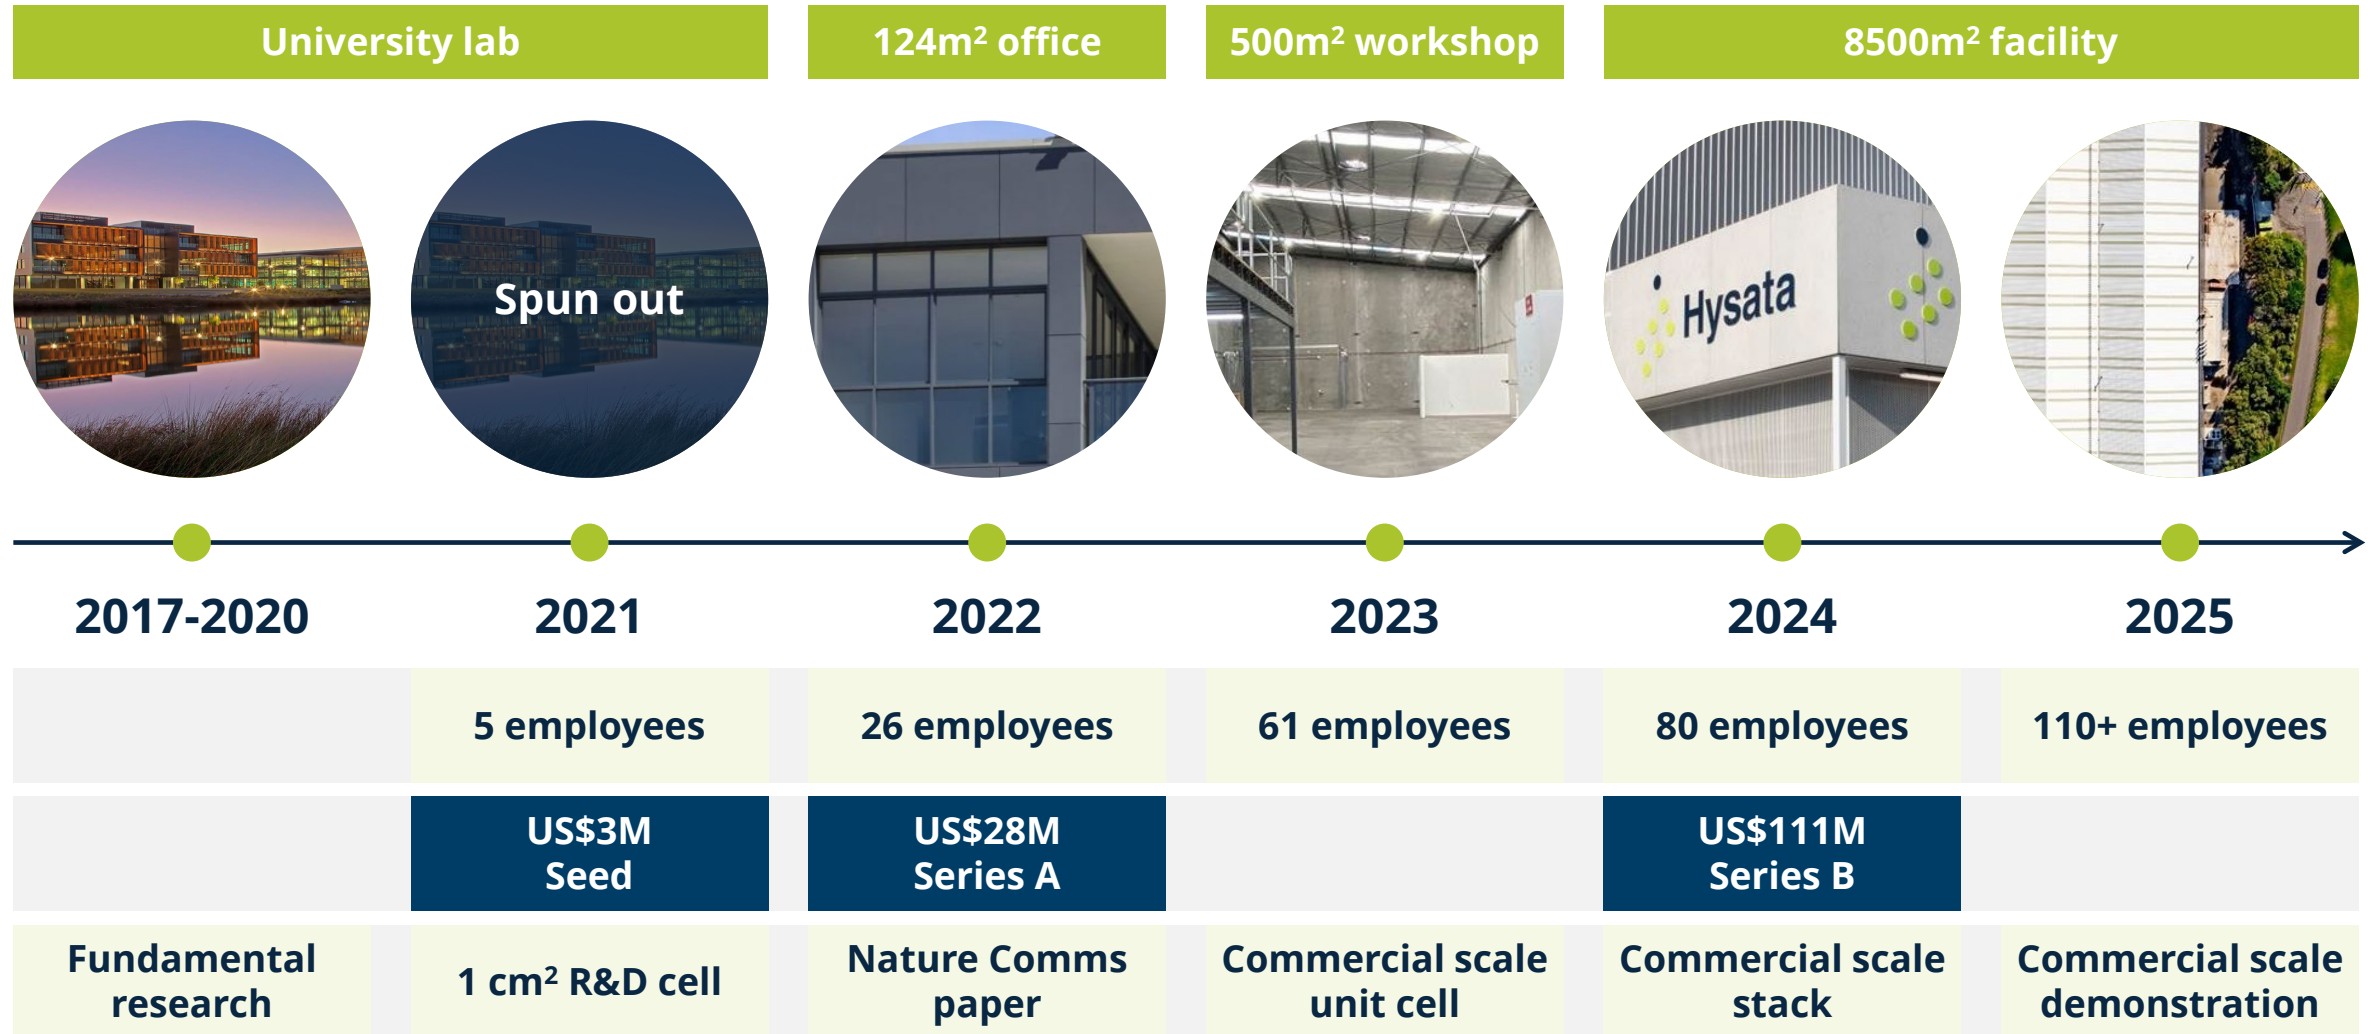 University lab
124m² office
500m² workshop
8500m² facility
Spun out
Hysata
2017-2020
2021
2022
2023
2024
2025
5 employees
26 employees
61 employees
80 employees
110+ employees
US$3M
Seed
US$28M
Series A
US$111M
Series B
Fundamental
research
1 cm² R&D cell
Nature Comms
paper
Commercial scale
unit cell
Commercial scale
stack
Commercial scale
demonstration